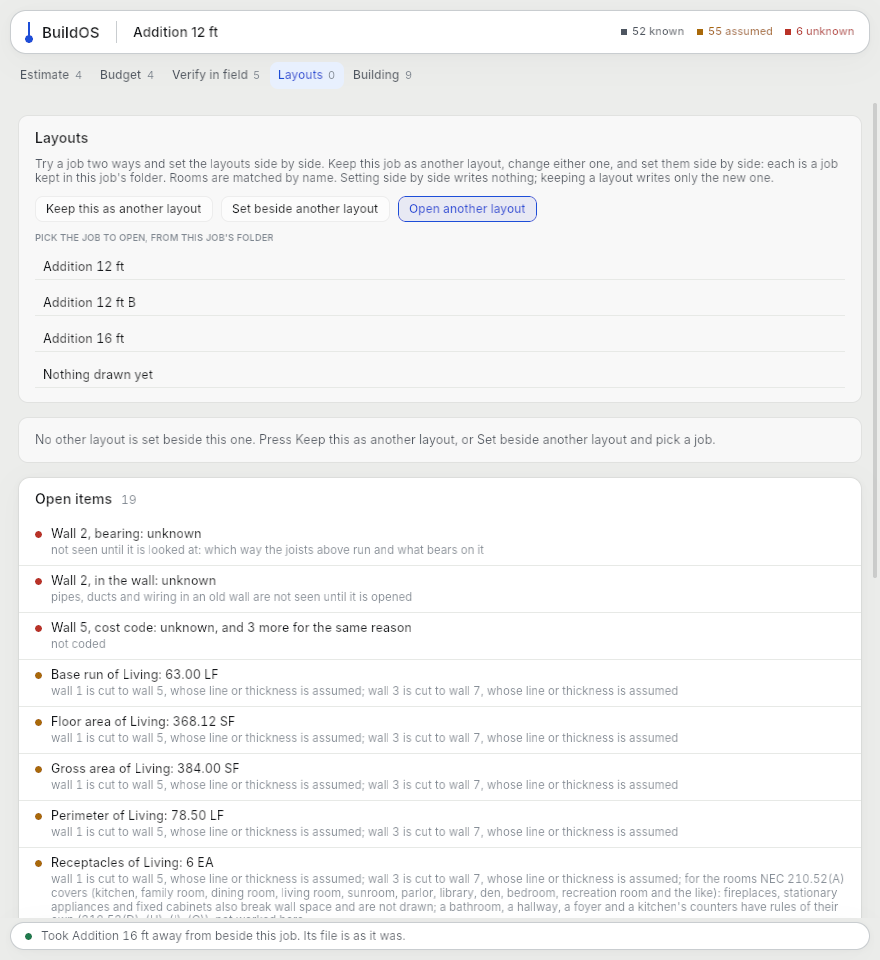 BuildOS
Addition 12 ft
52 known
55 assumed
6 unknown
Estimate 4
Budget 4
Verify in field 5
Layouts 0
Building 9
Layouts
Try a job two ways and set the layouts side by side. Keep this job as another layout, change either one, and set them side by side: each is a job
kept in this job's folder. Rooms are matched by name. Setting side by side writes nothing; keeping a layout writes only the new one.
Keep this as another layout
Set beside another layout
Open another layout
PICK THE JOB TO OPEN, FROM THIS JOB'S FOLDER
Addition 12 ft
Addition 12 ft B
Addition 16 ft
Nothing drawn yet
No other layout is set beside this one. Press Keep this as another layout, or Set beside another layout and pick a job.
Open items 19
Wall 2, bearing: unknown
not seen until it is looked at: which way the joists above run and what bears on it
Wall 2, in the wall: unknown
pipes, ducts and wiring in an old wall are not seen until it is opened
Wall 5, cost code: unknown, and 3 more for the same reason
not coded
Base run of Living: 63.00 LF
wall 1 is cut to wall 5, whose line or thickness is assumed; wall 3 is cut to wall 7, whose line or thickness is assumed
Floor area of Living: 368.12 SF
wall 1 is cut to wall 5, whose line or thickness is assumed; wall 3 is cut to wall 7, whose line or thickness is assumed
Gross area of Living: 384.00 SF
wall 1 is cut to wall 5, whose line or thickness is assumed; wall 3 is cut to wall 7, whose line or thickness is assumed
Perimeter of Living: 78.50 LF
wall 1 is cut to wall 5, whose line or thickness is assumed; wall 3 is cut to wall 7, whose line or thickness is assumed
Receptacles of Living: 6 EA
wall 1 is cut to wall 5, whose line or thickness is assumed; wall 3 is cut to wall 7, whose line or thickness is assumed; for the rooms NEC 210.52(A)
covers (kitchen, family room, dining room, living room, sunroom, parlor, library, den, bedroom, recreation room and the like): fireplaces, stationary
appliances and fixed cabinets also break wall space and are not drawn; a bathroom, a hallway, a foyer and a kitchen's counters have rules of their
Took Addition 16 ft away from beside this job. Its file is as it was.